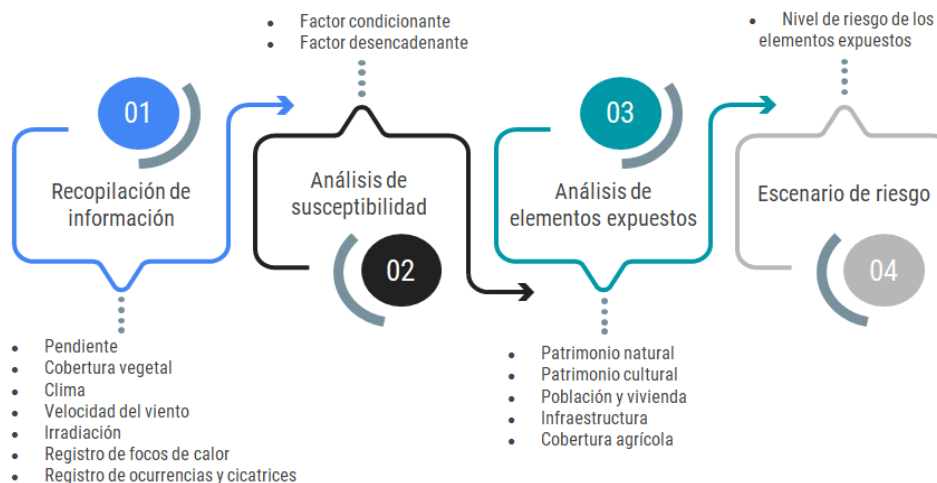 01
Recopilación de
información
• Pendiente
• Cobertura vegetal
• Clima
• Velocidad del viento
• Irradiación
• Registro de focos de calor
• Registro de ocurrencias y cicatrices
• Factor condicionante
• Factor desencadenante
Análisis de
susceptibilidad
02
03
Análisis de
elementos expuestos
• Patrimonio natural
• Patrimonio cultural
• Población y vivienda
• Infraestructura
• Cobertura agrícola
• Nivel de riesgo de los
elementos expuestos
Escenario de riesgo
04